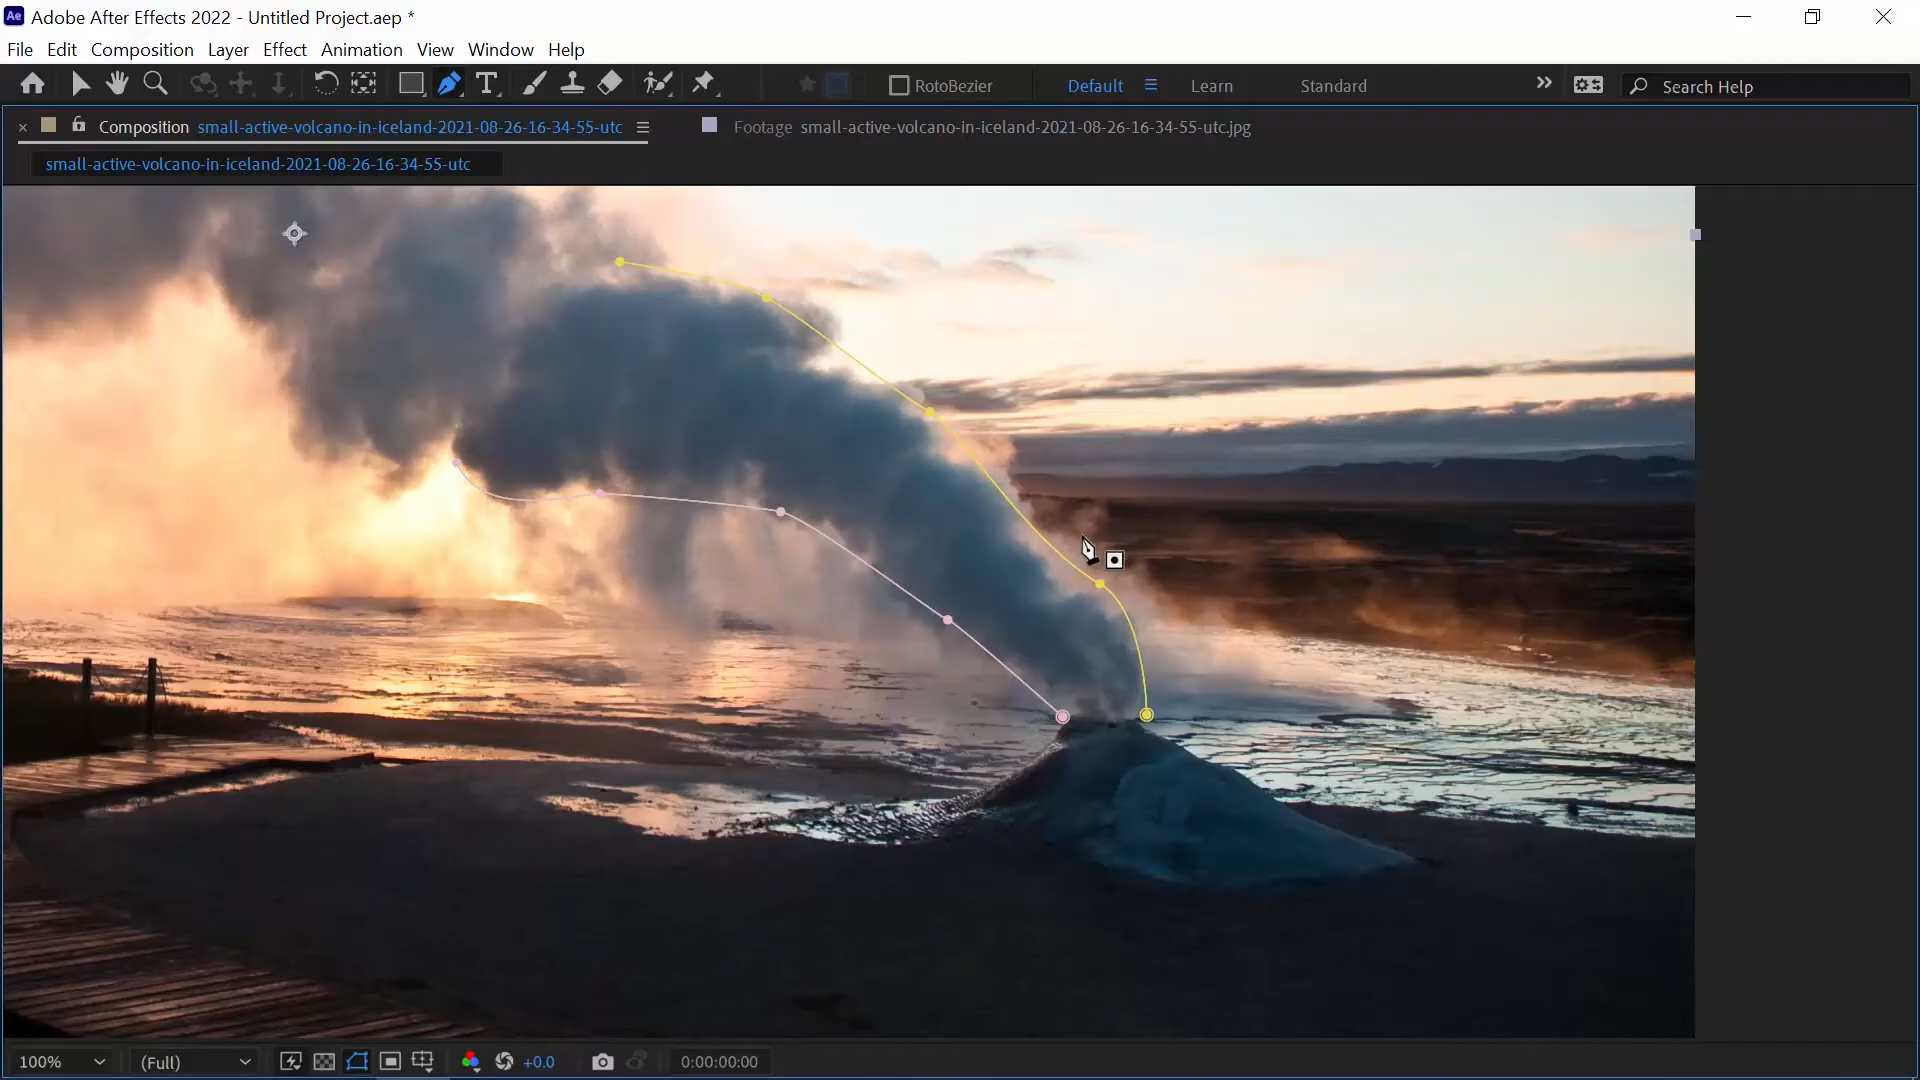 Ae Adobe After Effects 2022 - Untitled Project.aep *
File Edit Composition Layer Effect Animation View Window Help
T RotoBezier Default Learn Standard Search Help
Composition small-active-volcano-in-iceland-2021-08-26-16-34-55-utc Footage small-active-volcano-in-iceland-2021-08-26-16-34-55-utc.jpg
small-active-volcano-in-iceland-2021-08-26-16-34-55-utc
100% (Full) +0.0 0:00:00:00